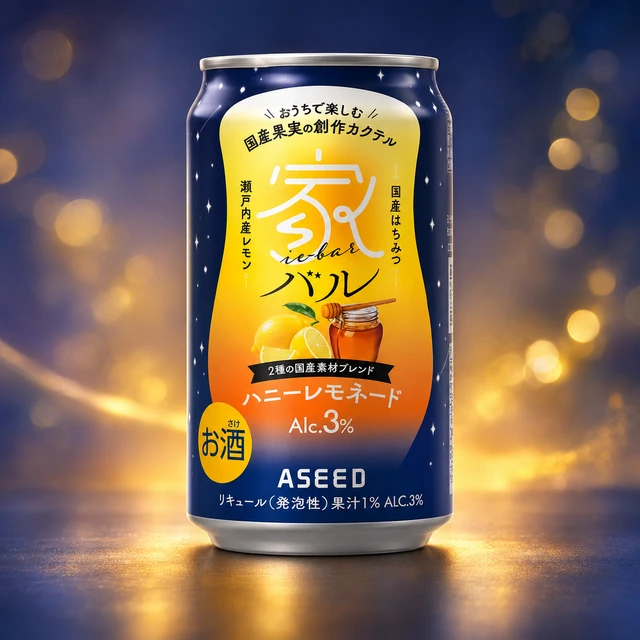 おうちで楽しむ
国産果実の創作カクテル
家
瀬戸内産レモン
国産はちみつ
ie-bar
バル
2種の国産素材ブレンド
ハニーレモネード
Alc.3%
さけ
お酒
ASEED
リキュール(発泡性)果汁1% ALC.3%